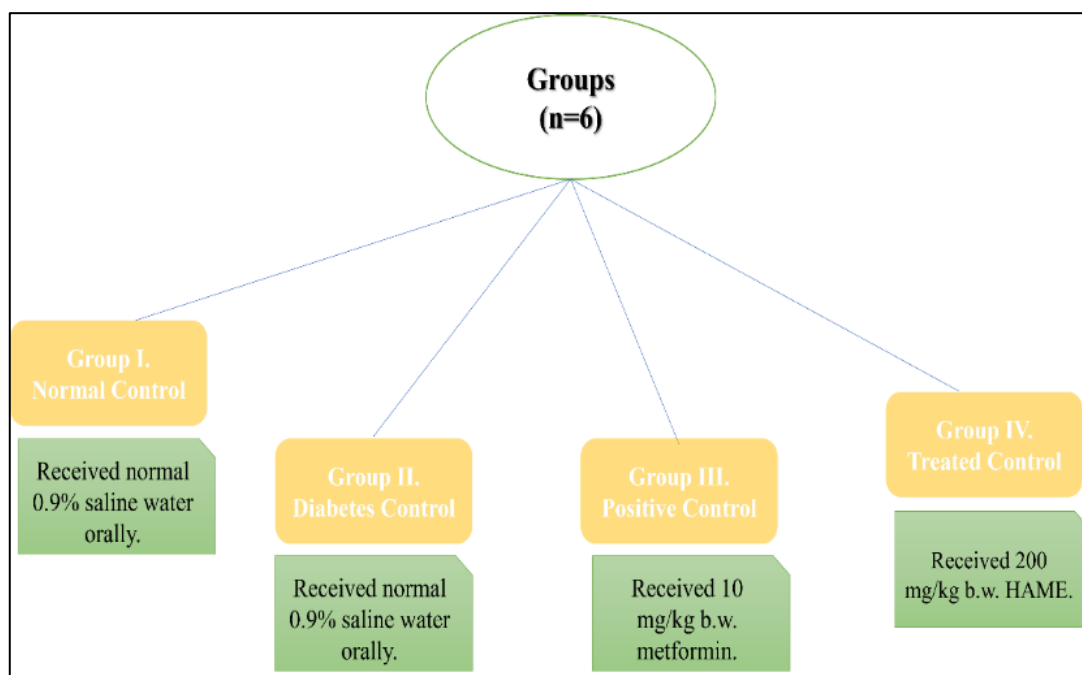 Groups
(n=6)
Group I.
Normal Control
Received normal
0.9% saline water
orally.
Group II.
Diabetes Control
Received normal
0.9% saline water
orally.
Group III.
Positive Control
Received 10
mg/kg b.w.
metformin.
Group IV.
Treated Control
Received 200
mg/kg b.w. HAME.